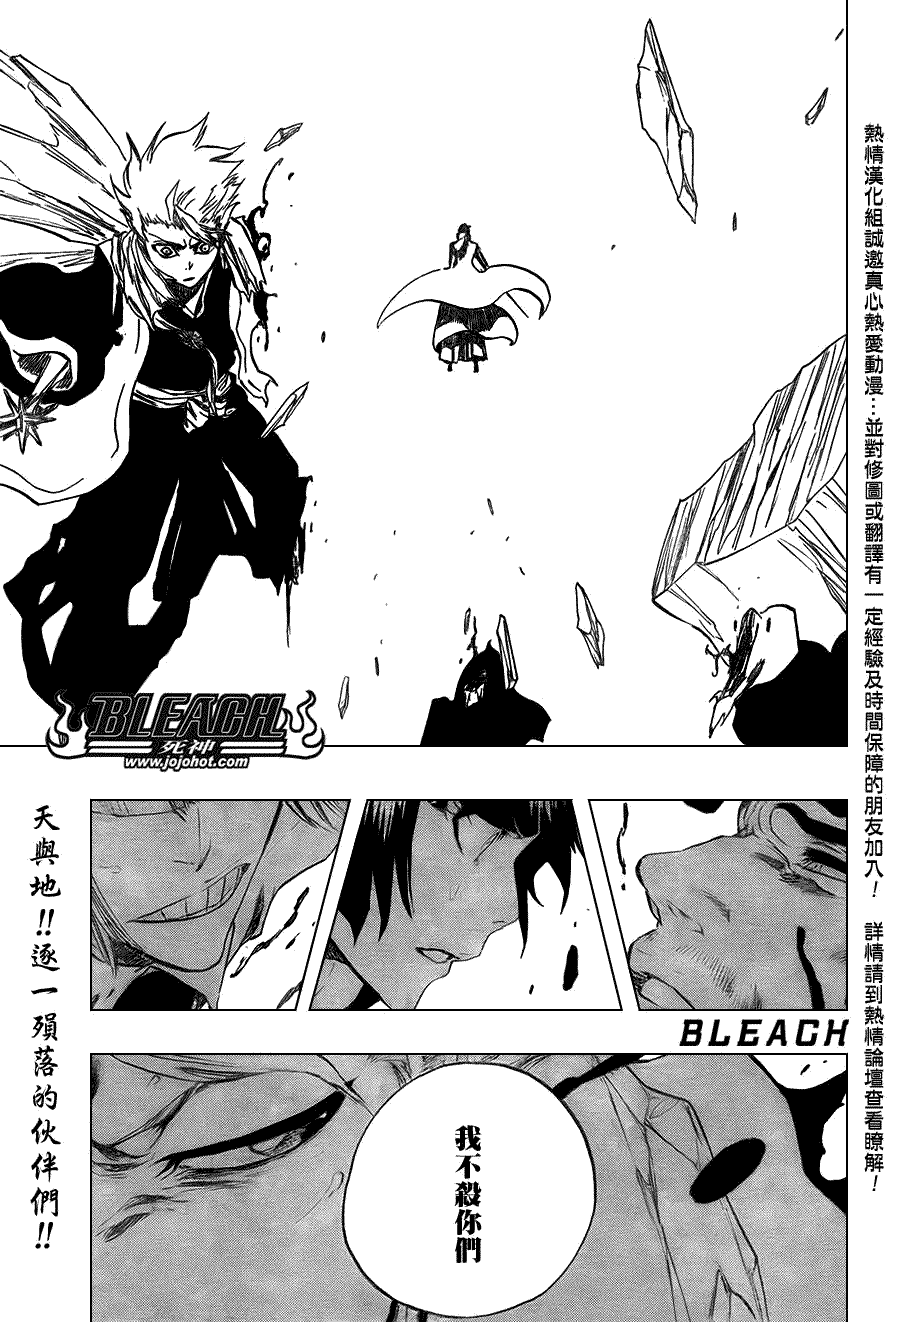 熱情漢化組誠邀真心熱愛動漫…並對修圖或翻譯有一定經驗及時間保障的朋友加入! 詳情請到熱情論壇查看瞭解!
BLEACH
死神
www.jojohot.com
天與地!!逐一殞落的伙伴們!!
BLEACH
我不殺你們